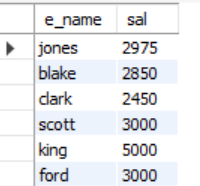 e_name sal
jones 2975
blake 2850
clark 2450
scott 3000
king 5000
ford 3000